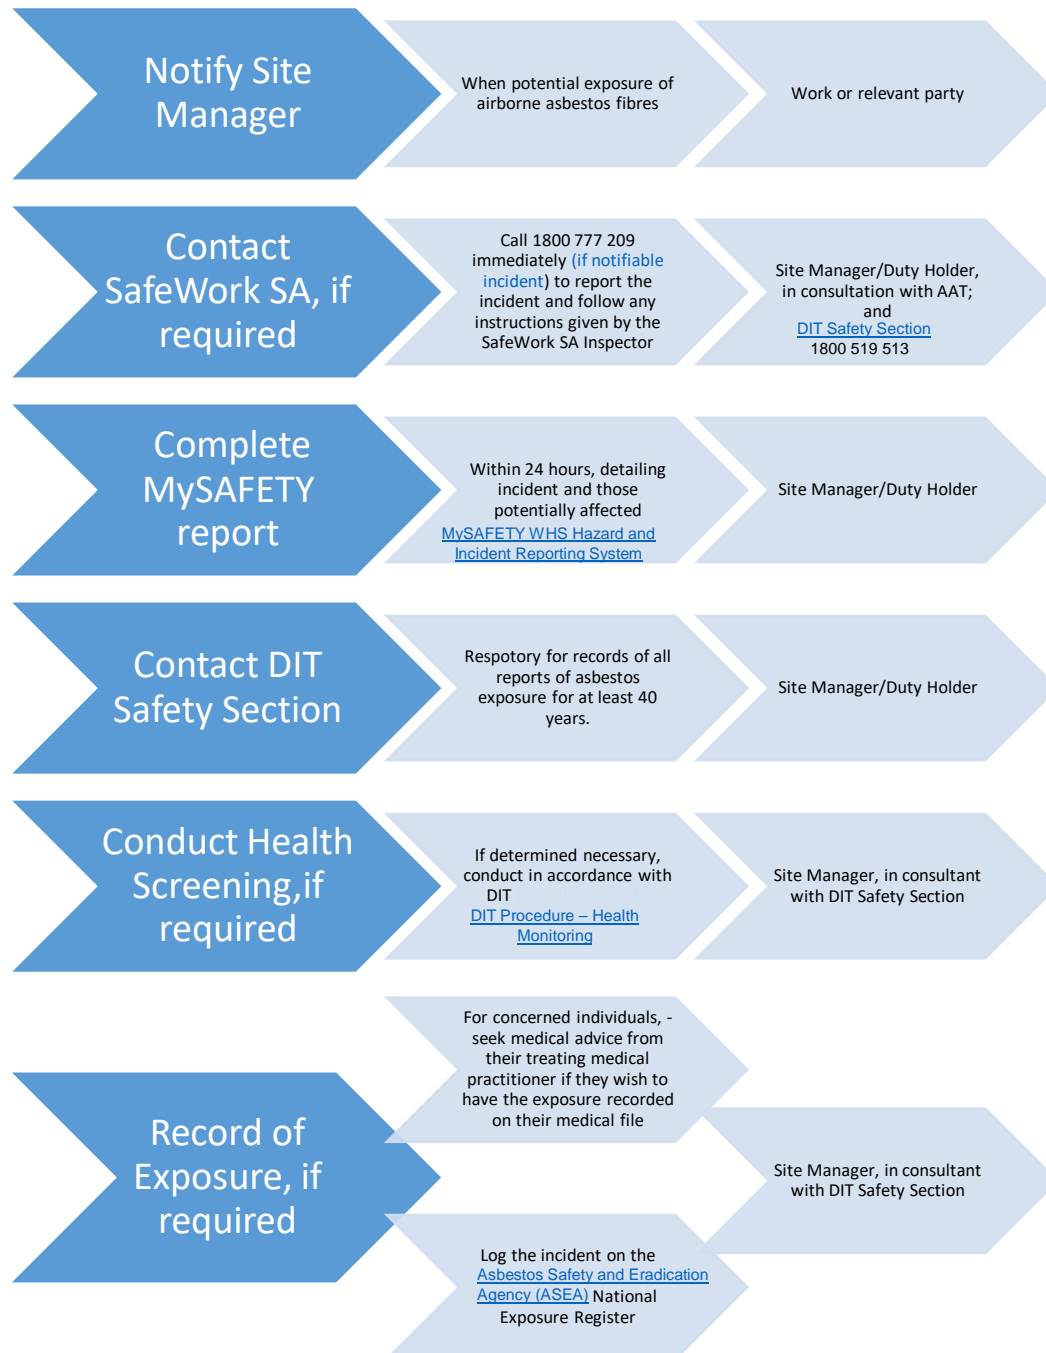 Notify Site
Manager
When potential exposure of
airborne asbestos fibres
Work or relevant party
Contact
SafeWork SA, if
required
Call 1800 777 209
immediately (if notifiable
incident) to report the
incident and follow any
instructions given by the
SafeWork SA Inspector
Site Manager/Duty Holder,
in consultation with AAT;
and
DIT Safety Section
1800 519 513
Complete
MySAFETY
report
Within 24 hours, detailing
incident and those
potentially affected
MySAFETY WHS Hazard and
Incident Reporting System
Site Manager/Duty Holder
Contact DIT
Safety Section
Respotory for records of all
reports of asbestos
exposure for at least 40
years.
Site Manager/Duty Holder
Conduct Health
Screening,if
required
If determined necessary,
conduct in accordance with
DIT
DIT Procedure – Health
Monitoring
Site Manager, in consultant
with DIT Safety Section
Record of
Exposure, if
required
For concerned individuals, -
seek medical advice from
their treating medical
practitioner if they wish to
have the exposure recorded
on their medical file
Log the incident on the
Asbestos Safety and Eradication
Agency (ASEA) National
Exposure Register
Site Manager, in consultant
with DIT Safety Section